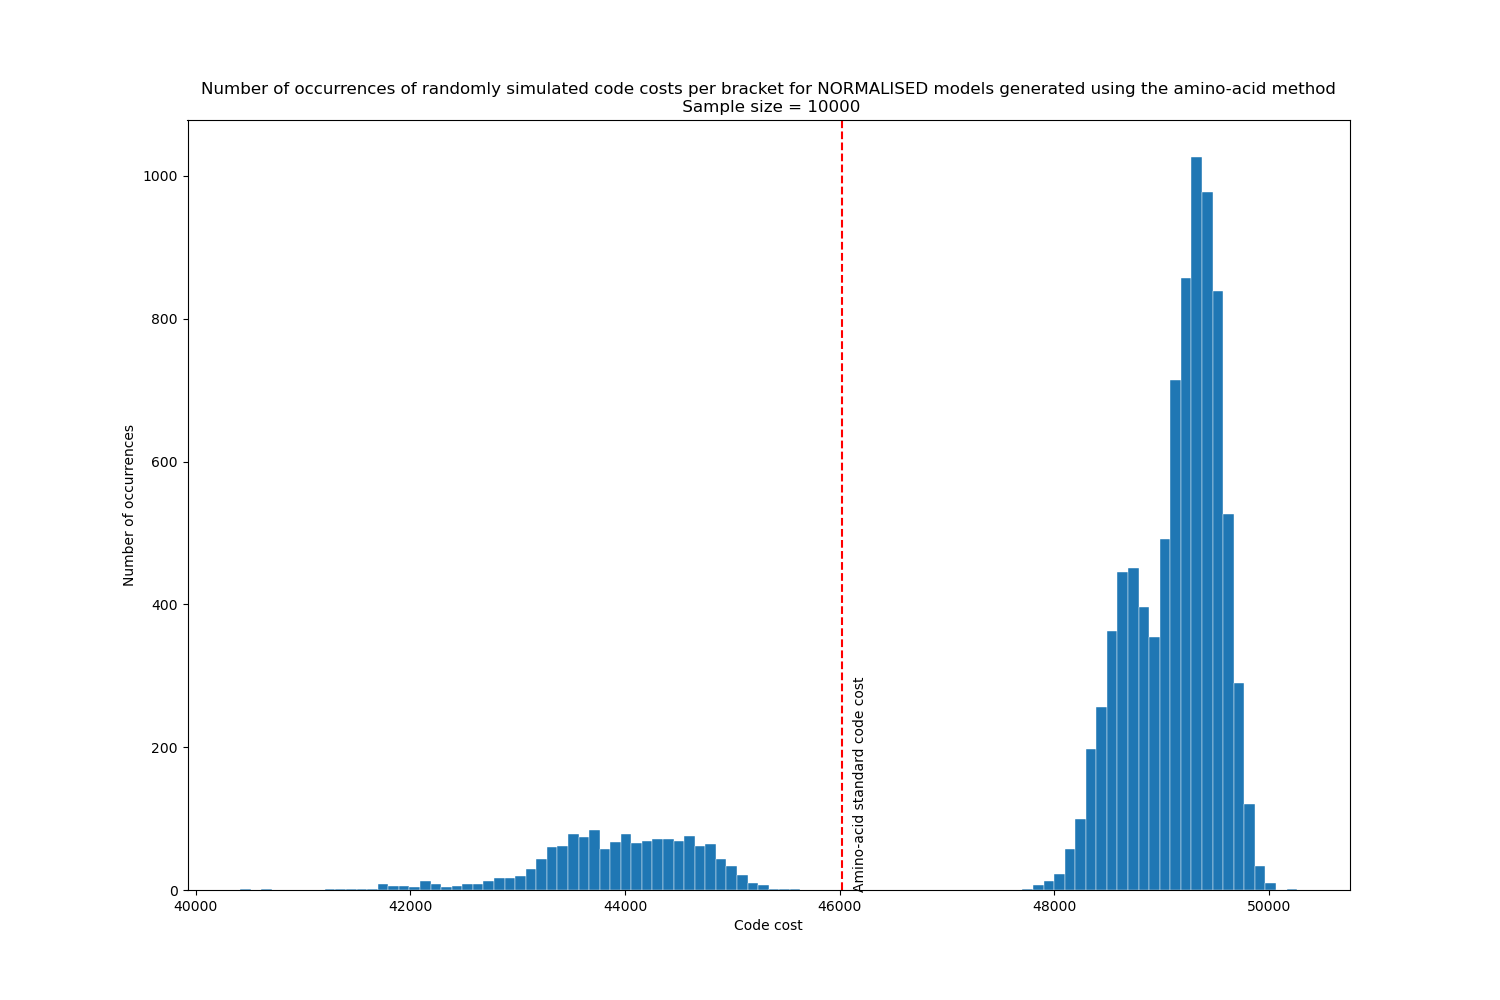 Number of occurrences of randomly simulated code costs per bracket for NORMALISED models generated using the amino-acid method
Sample size = 10000
1000
800
600
400
200
0
Number of occurrences
Amino-acid standard code cost
40000 42000 44000 46000 48000 50000
Code cost